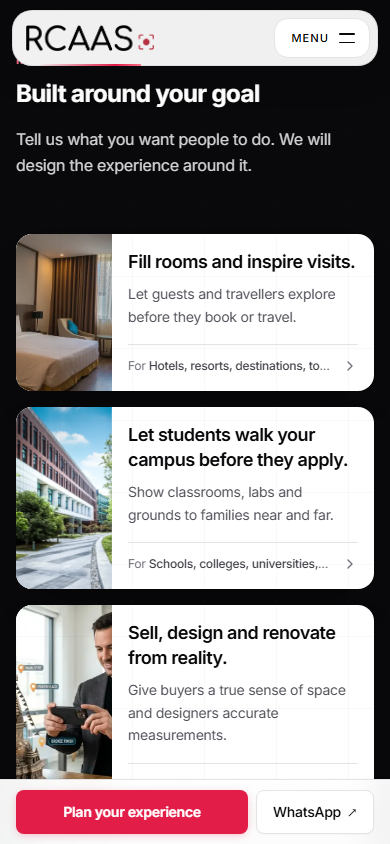 RCAAS
MENU
Built around your goal
Tell us what you want people to do. We will
design the experience around it.
Fill rooms and inspire visits.
Let guests and travellers explore
before they book or travel.
For Hotels, resorts, destinations, to...
Let students walk your
campus before they apply.
Show classrooms, labs and
grounds to families near and far.
For Schools, colleges, universities,...
Sell, design and renovate
from reality.
Give buyers a true sense of space
and designers accurate
measurements.
Plan your experience
WhatsApp ↗